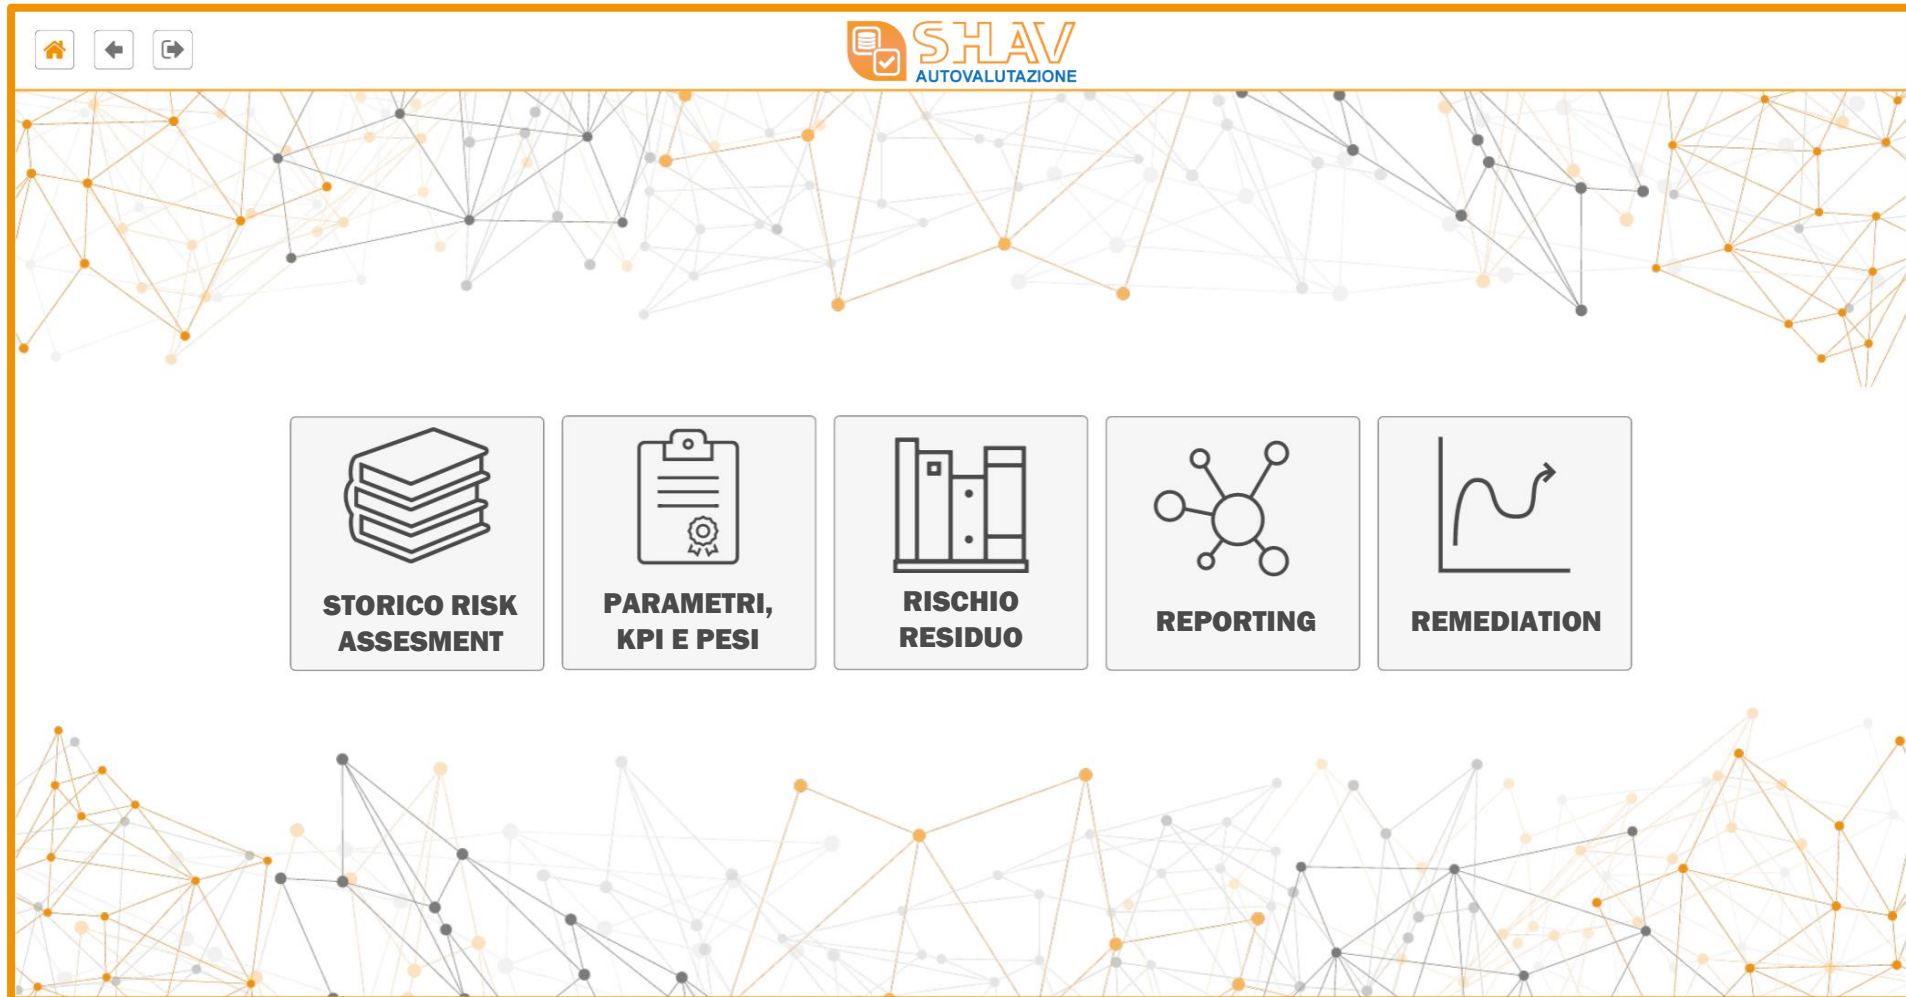 SHAV
AUTOVALUTAZIONE
STORICO RISK
ASSESMENT
PARAMETRI,
KPI E PESI
RISCHIO
RESIDUO
REPORTING
REMEDIATION